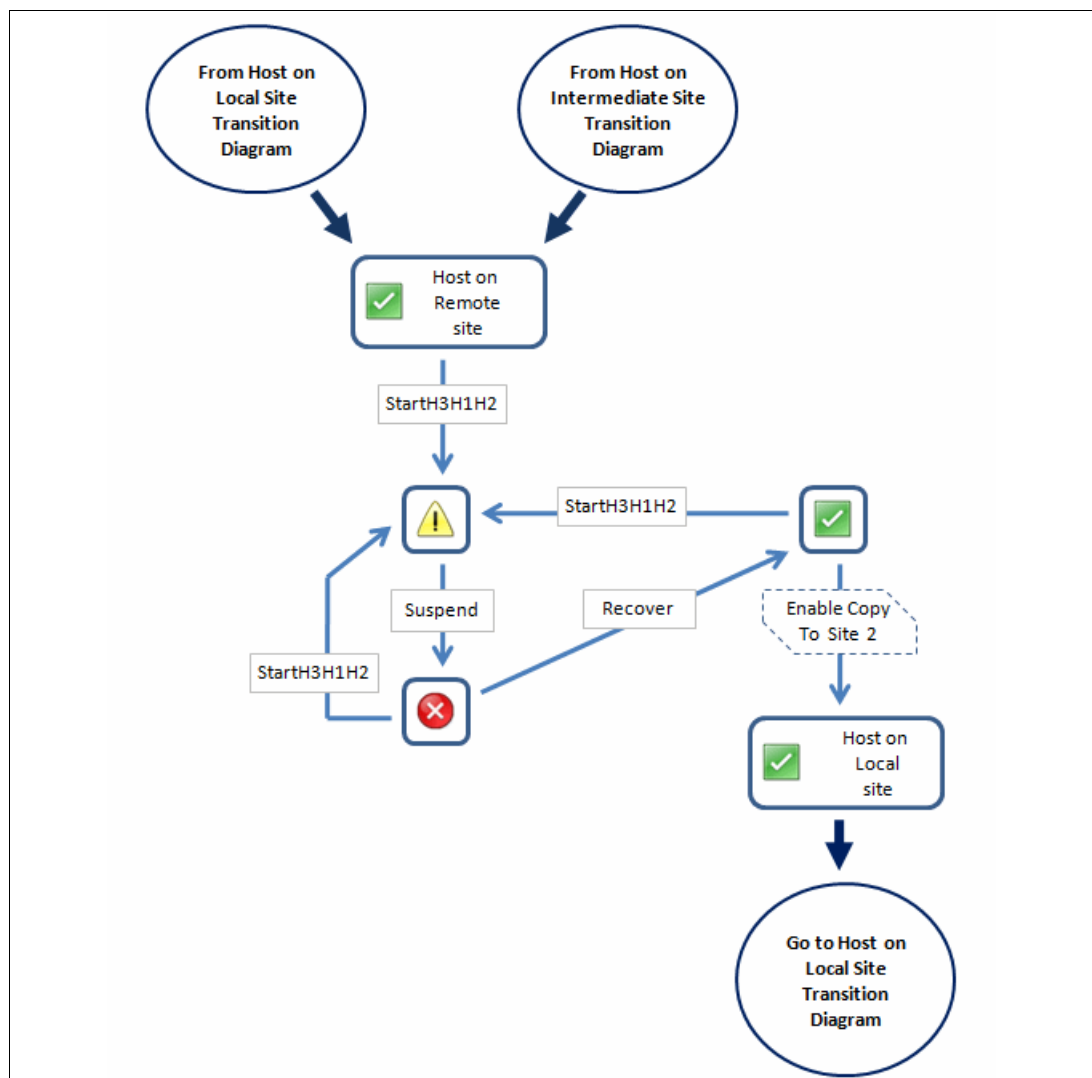 From Host on
Local Site
Transition
Diagram
From Host on
Intermediate Site
Transition
Diagram
Host on
Remote
site
StartH3H1H2
StartH3H1H2
Suspend
Recover
Enable Copy
To Site 2
StartH3H1H2
Host on
Local
site
Go to Host on
Local Site
Transition
Diagram